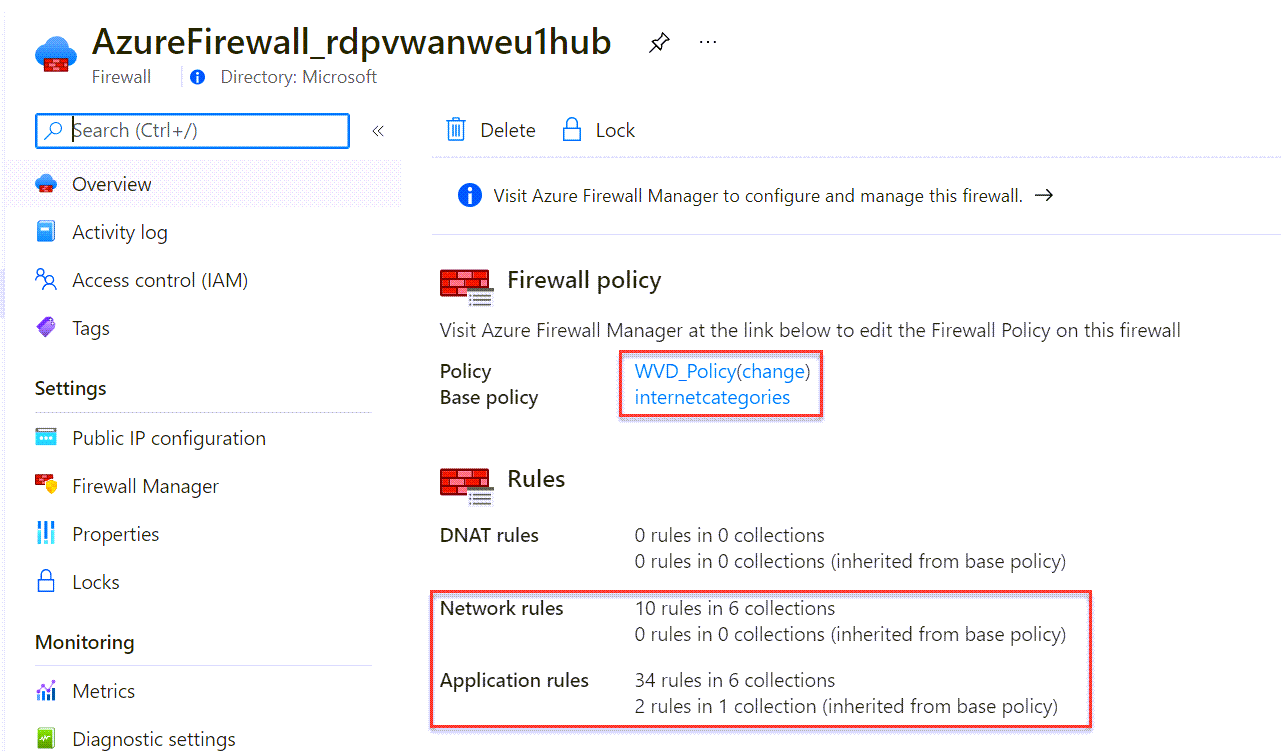 AzureFirewall_rdpvwanweu1hub ...
Firewall Directory: Microsoft
Search (Ctrl+/) «
Overview
Activity log
Access control (IAM)
Tags
Settings
Public IP configuration
Firewall Manager
Properties
Locks
Monitoring
Metrics
Diagnostic settings
Delete Lock
Visit Azure Firewall Manager to configure and manage this firewall. →
Firewall policy
Visit Azure Firewall Manager at the link below to edit the Firewall Policy on this firewall
Policy WVD_Policy(change)
Base policy internetcategories
Rules
DNAT rules 0 rules in 0 collections
0 rules in 0 collections (inherited from base policy)
Network rules 10 rules in 6 collections
0 rules in 0 collections (inherited from base policy)
Application rules 34 rules in 6 collections
2 rules in 1 collection (inherited from base policy)